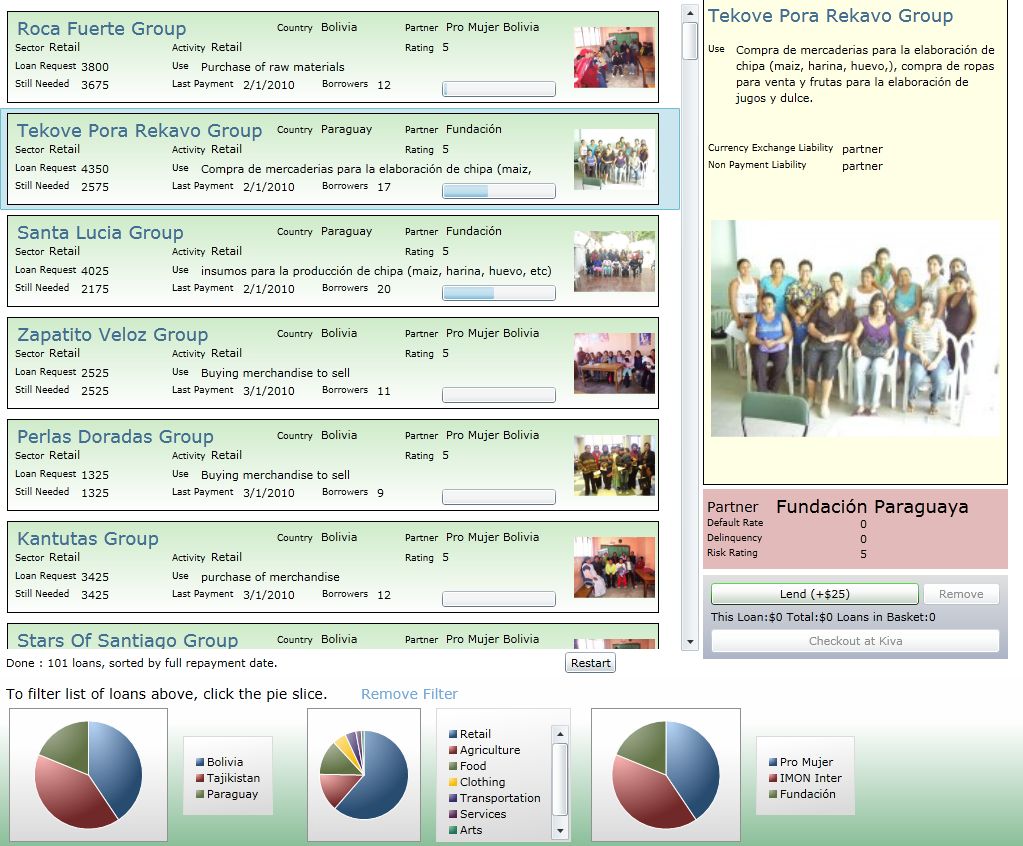 Roca Fuerte Group Country Bolivia Partner Pro Mujer Bolivia
Sector Retail Activity Retail Rating 5
Loan Request 3800 Use Purchase of raw materials
Still Needed 3675 Last Payment 2/1/2010 Borrowers 12
Tekove Pora Rekavo Group Country Paraguay Partner Fundación
Sector Retail Activity Retail Rating 5
Loan Request 4350 Use Compra de mercaderias para la elaboración de chipa (maiz,
Still Needed 2575 Last Payment 2/1/2010 Borrowers 17
Santa Lucia Group Country Paraguay Partner Fundación
Sector Retail Activity Retail Rating 5
Loan Request 4025 Use insumos para la producción de chipa (maiz, harina, huevo, etc)
Still Needed 2175 Last Payment 2/1/2010 Borrowers 20
Zapatito Veloz Group Country Bolivia Partner Pro Mujer Bolivia
Sector Retail Activity Retail Rating 5
Loan Request 2525 Use Buying merchandise to sell
Still Needed 2525 Last Payment 3/1/2010 Borrowers 11
Perlas Doradas Group Country Bolivia Partner Pro Mujer Bolivia
Sector Retail Activity Retail Rating 5
Loan Request 1325 Use Buying merchandise to sell
Still Needed 1325 Last Payment 3/1/2010 Borrowers 9
Kantutas Group Country Bolivia Partner Pro Mujer Bolivia
Sector Retail Activity Retail Rating 5
Loan Request 3425 Use purchase of merchandise
Still Needed 3425 Last Payment 3/1/2010 Borrowers 12
Stars Of Santiago Group Country Bolivia Partner Pro Mujer Bolivia
Done : 101 loans, sorted by full repayment date. Restart
Tekove Pora Rekavo Group
Use Compra de mercaderias para la elaboración de
chipa (maiz, harina, huevo,), compra de ropas
para venta y frutas para la elaboración de
jugos y dulce.
Currency Exchange Liability partner
Non Payment Liability partner
Partner Fundación Paraguaya
Default Rate 0
Delinquency 0
Risk Rating 5
Lend (+$25) Remove
This Loan:$0 Total:$0 Loans in Basket:0
Checkout at Kiva
To filter list of loans above, click the pie slice. Remove Filter
Bolivia
Tajikistan
Paraguay
Retail
Agriculture
Food
Clothing
Transportation
Services
Arts
Pro Mujer
IMON Inter
Fundación